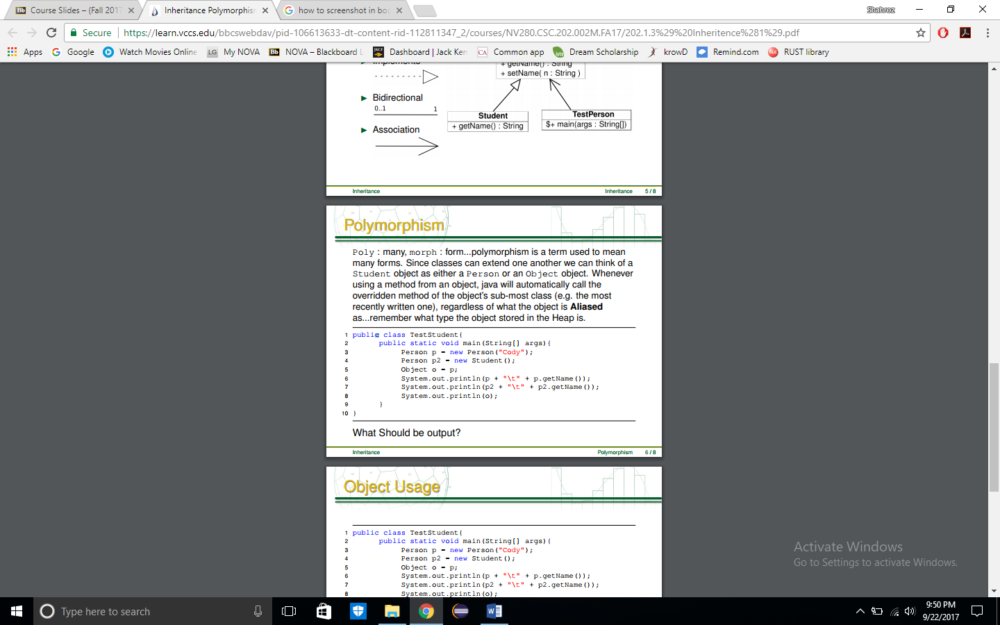 Course Slides – (Fall 2017
Inheritance Polymorphism
how to screenshot in boo
Shahroz
Secure
https://learn.vccs.edu/bbcswebdav/pid-106613633-dt-content-rid-112811347_2/courses/NV280.CSC.202.002M.FA17/202.1.3%29%20Inheritence%281%29.pdf
Apps
Google
Watch Movies Online
LG My NOVA
Bb NOVA – Blackboard L
Dashboard | Jack Ken
CA Common app
Dream Scholarship
krowD
Remind.com
RUST library
Implements
+ getName() : String
+ setName( n : String )
Bidirectional
0..1 1
Student
+ getName() : String
TestPerson
$+ main(args : String[])
Association
Inheritance Inheritance 5 / 8
Polymorphism
Poly : many, morph : form...polymorphism is a term used to mean
many forms. Since classes can extend one another we can think of a
Student object as either a Person or an Object object. Whenever
using a method from an object, java will automatically call the
overridden method of the object's sub-most class (e.g. the most
recently written one), regardless of what the object is Aliased
as...remember what type the object stored in the Heap is.
1 public class TestStudent{
2 public static void main(String[] args){
3 Person p = new Person("Cody");
4 Person p2 = new Student();
5 Object o = p;
6 System.out.println(p + "\t" + p.getName());
7 System.out.println(p2 + "\t" + p2.getName());
8 System.out.println(o);
9 }
10 }
What Should be output?
Inheritance Polymorphism 6 / 8
Object Usage
1 public class TestStudent{
2 public static void main(String[] args){
3 Person p = new Person("Cody");
4 Person p2 = new Student();
5 Object o = p;
6 System.out.println(p + "\t" + p.getName());
7 System.out.println(p2 + "\t" + p2.getName());
8 System.out.println(o);
Activate Windows
Go to Settings to activate Windows.
Type here to search
9:50 PM
9/22/2017